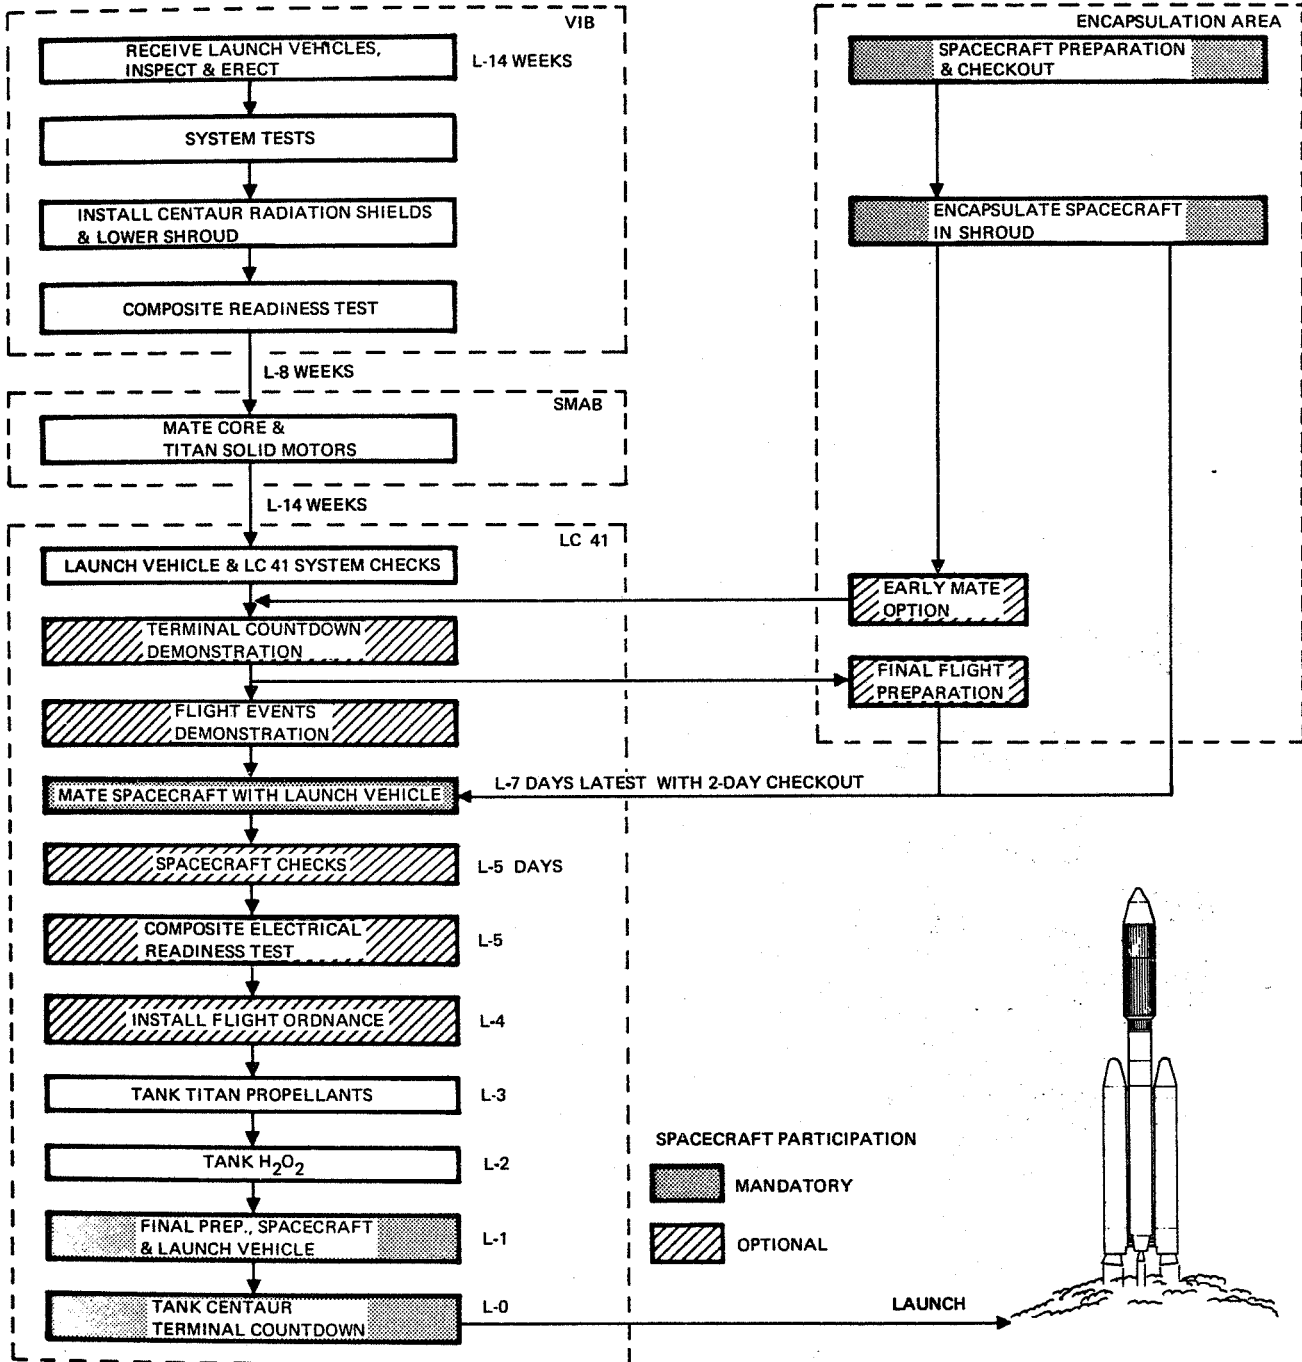 VIB
RECEIVE LAUNCH VEHICLES,
INSPECT & ERECT
L-14 WEEKS
SYSTEM TESTS
INSTALL CENTAUR RADIATION SHIELDS
& LOWER SHROUD
COMPOSITE READINESS TEST
L-8 WEEKS
SMAB
MATE CORE &
TITAN SOLID MOTORS
L-14 WEEKS
LC 41
LAUNCH VEHICLE & LC 41 SYSTEM CHECKS
TERMINAL COUNTDOWN
DEMONSTRATION
FLIGHT EVENTS
DEMONSTRATION
MATE SPACECRAFT WITH LAUNCH VEHICLE
SPACECRAFT CHECKS
L-5 DAYS
COMPOSITE ELECTRICAL
READINESS TEST
L-5
INSTALL FLIGHT ORDNANCE
L-4
TANK TITAN PROPELLANTS
L-3
TANK H₂O₂
L-2
FINAL PREP., SPACECRAFT
& LAUNCH VEHICLE
L-1
TANK CENTAUR
TERMINAL COUNTDOWN
L-0
ENCAPSULATION AREA
SPACECRAFT PREPARATION
& CHECKOUT
ENCAPSULATE SPACECRAFT
IN SHROUD
EARLY MATE
OPTION
FINAL FLIGHT
PREPARATION
L-7 DAYS LATEST WITH 2-DAY CHECKOUT
SPACECRAFT PARTICIPATION
MANDATORY
OPTIONAL
LAUNCH